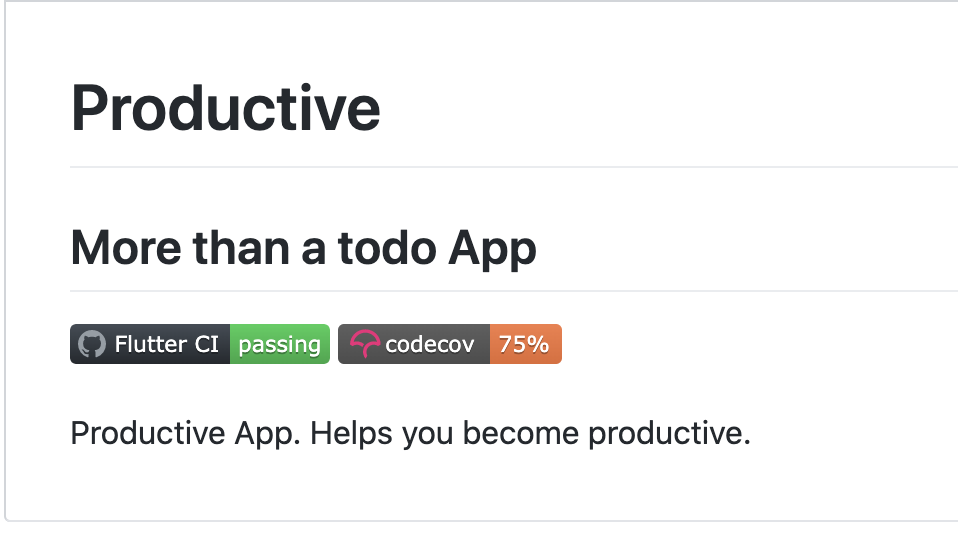 Productive
More than a todo App
Flutter CI passing codecov 75%
Productive App. Helps you become productive.